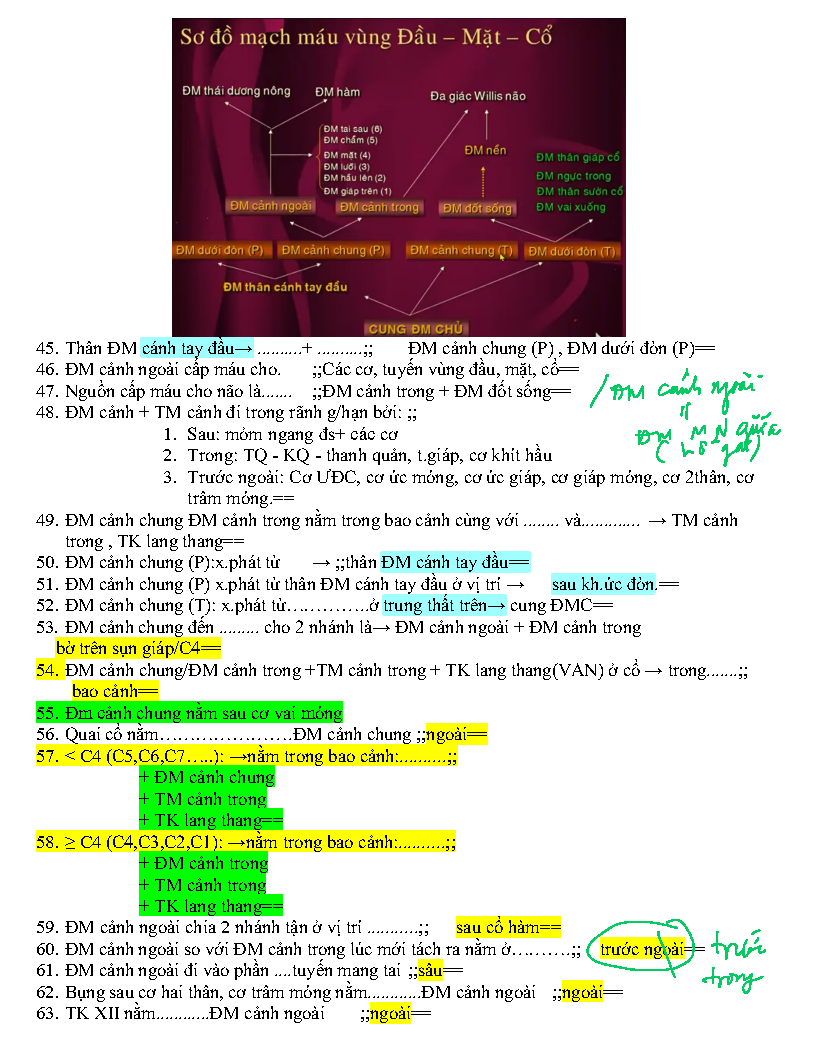 Sơ đồ mạch máu vùng Đầu – Mặt – Cổ
ĐM thái dương nông ĐM hàm Đa giác Willis não
ĐM tai sau (6)
ĐM chẩm (5)
ĐM mặt (4)
ĐM lưỡi (3)
ĐM hầu lên (2)
ĐM giáp trên (1)
ĐM nền
ĐM thân giáp cổ
ĐM ngực trong
ĐM thân sườn cổ
ĐM vai xuống
ĐM cảnh ngoài ĐM cảnh trong ĐM đốt sống
ĐM dưới đòn (P) ĐM cảnh chung (P) ĐM cảnh chung (T) ĐM dưới đòn (T)
ĐM thân cánh tay đầu
CUNG ĐM CHỦ
45. Thân ĐM cánh tay đầu→ ..........+ ..........;; ĐM cảnh chung (P) , ĐM dưới đòn (P)==
46. ĐM cảnh ngoài cấp máu cho. ;;Các cơ, tuyến vùng đầu, mặt, cổ==
47. Nguồn cấp máu cho não là....... ;;ĐM cảnh trong + ĐM đốt sống==
/ ĐM cảnh ngoài
48. ĐM cảnh + TM cảnh đi trong rãnh g/hạn bởi: ;;
ĐM MN giữa
1. Sau: mỏm ngang đs+ các cơ
2. Trong: TQ - KQ - thanh quản, t.giáp, cơ khít hầu
3. Trước ngoài: Cơ ƯĐC, cơ ức móng, cơ ức giáp, cơ giáp móng, cơ 2thân, cơ
trâm móng.==
49. ĐM cảnh chung ĐM cảnh trong nằm trong bao cảnh cùng với ........ và............. → TM cảnh
trong , TK lang thang==
50. ĐM cảnh chung (P):x.phát từ → ;;thân ĐM cánh tay đầu==
51. ĐM cảnh chung (P) x.phát từ thân ĐM cánh tay đầu ở vị trí → sau kh.ức đòn.==
52. ĐM cảnh chung (T): x.phát từ…………..ở trung thất trên→ cung ĐMC==
53. ĐM cảnh chung đến ......... cho 2 nhánh là→ ĐM cảnh ngoài + ĐM cảnh trong
bờ trên sụn giáp/C4==
54. ĐM cảnh chung/ĐM cảnh trong +TM cảnh trong + TK lang thang(VAN) ở cổ → trong.......;;
bao cảnh==
55. Đm cảnh chung nằm sau cơ vai móng
56. Quai cổ nằm………………….ĐM cảnh chung ;;ngoài==
57. < C4 (C5,C6,C7…..): →nằm trong bao cảnh:..........;;
+ ĐM cảnh chung
+ TM cảnh trong
+ TK lang thang==
58. ≥ C4 (C4,C3,C2,C1): →nằm trong bao cảnh:..........;;
+ ĐM cảnh trong
+ TM cảnh trong
+ TK lang thang==
59. ĐM cảnh ngoài chia 2 nhánh tận ở vị trí ...........;; sau cổ hàm==
60. ĐM cảnh ngoài so với ĐM cảnh trong lúc mới tách ra nằm ở……….;; trước ngoài== trước
trong
61. ĐM cảnh ngoài đi vào phần ....tuyến mang tai ;;sâu==
62. Bụng sau cơ hai thân, cơ trâm móng nằm...........ĐM cảnh ngoài ;;ngoài==
63. TK XII nằm...........ĐM cảnh ngoài ;;ngoài==